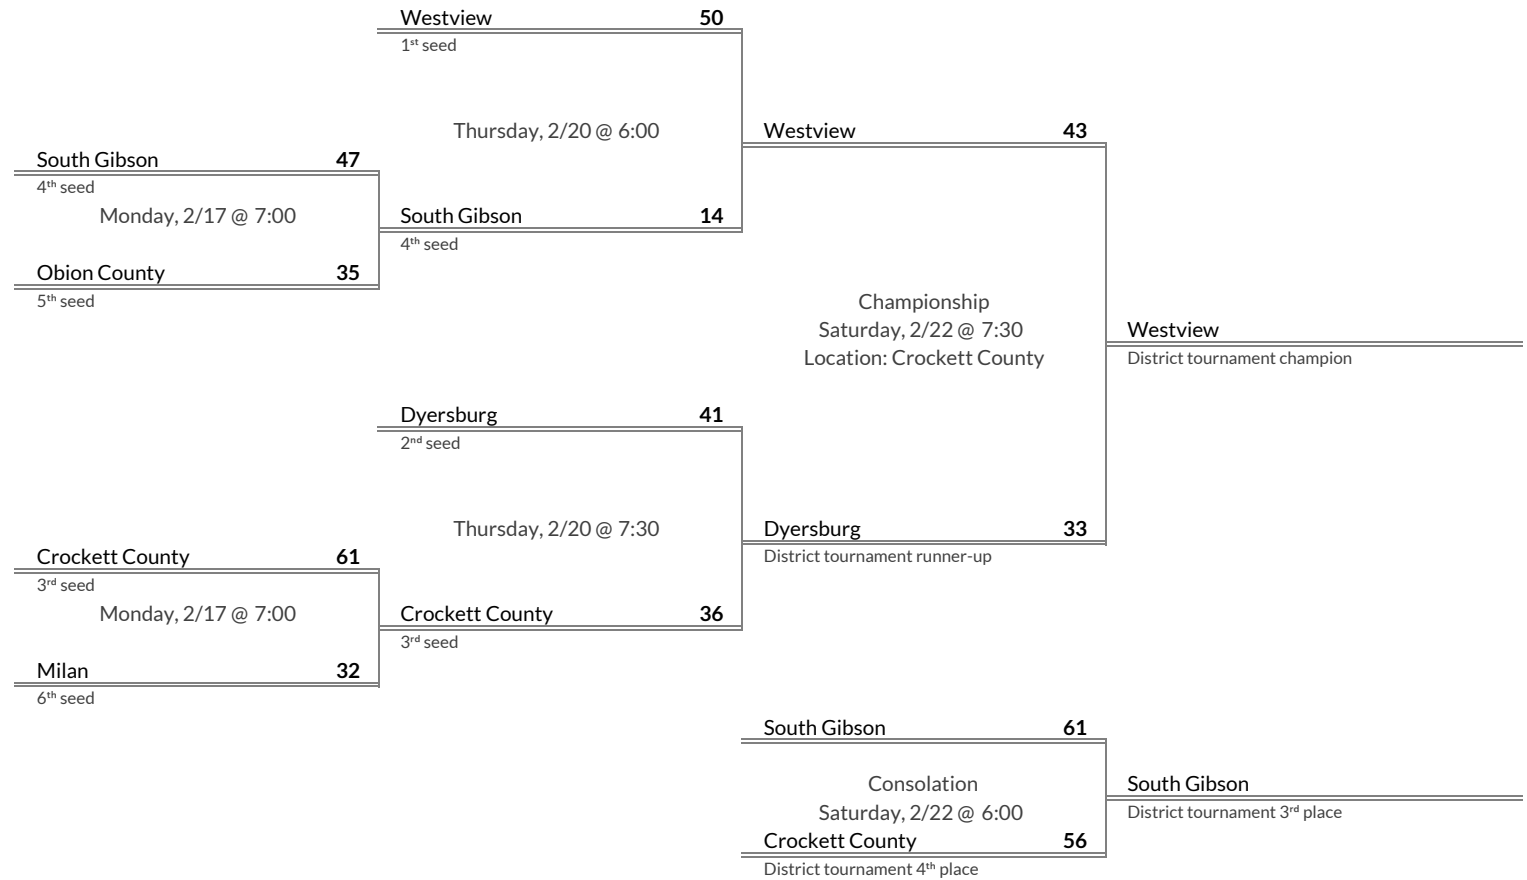 Westview 50
1st seed
Thursday, 2/20 @ 6:00
Westview 43
South Gibson 47
4th seed
Monday, 2/17 @ 7:00
South Gibson 14
4th seed
Obion County 35
5th seed
Championship
Saturday, 2/22 @ 7:30
Location: Crockett County
Westview
District tournament champion
Dyersburg 41
2nd seed
Thursday, 2/20 @ 7:30
Dyersburg 33
District tournament runner-up
Crockett County 61
3rd seed
Monday, 2/17 @ 7:00
Crockett County 36
3rd seed
Milan 32
6th seed
South Gibson 61
Consolation
Saturday, 2/22 @ 6:00
South Gibson
District tournament 3rd place
Crockett County 56
District tournament 4th place